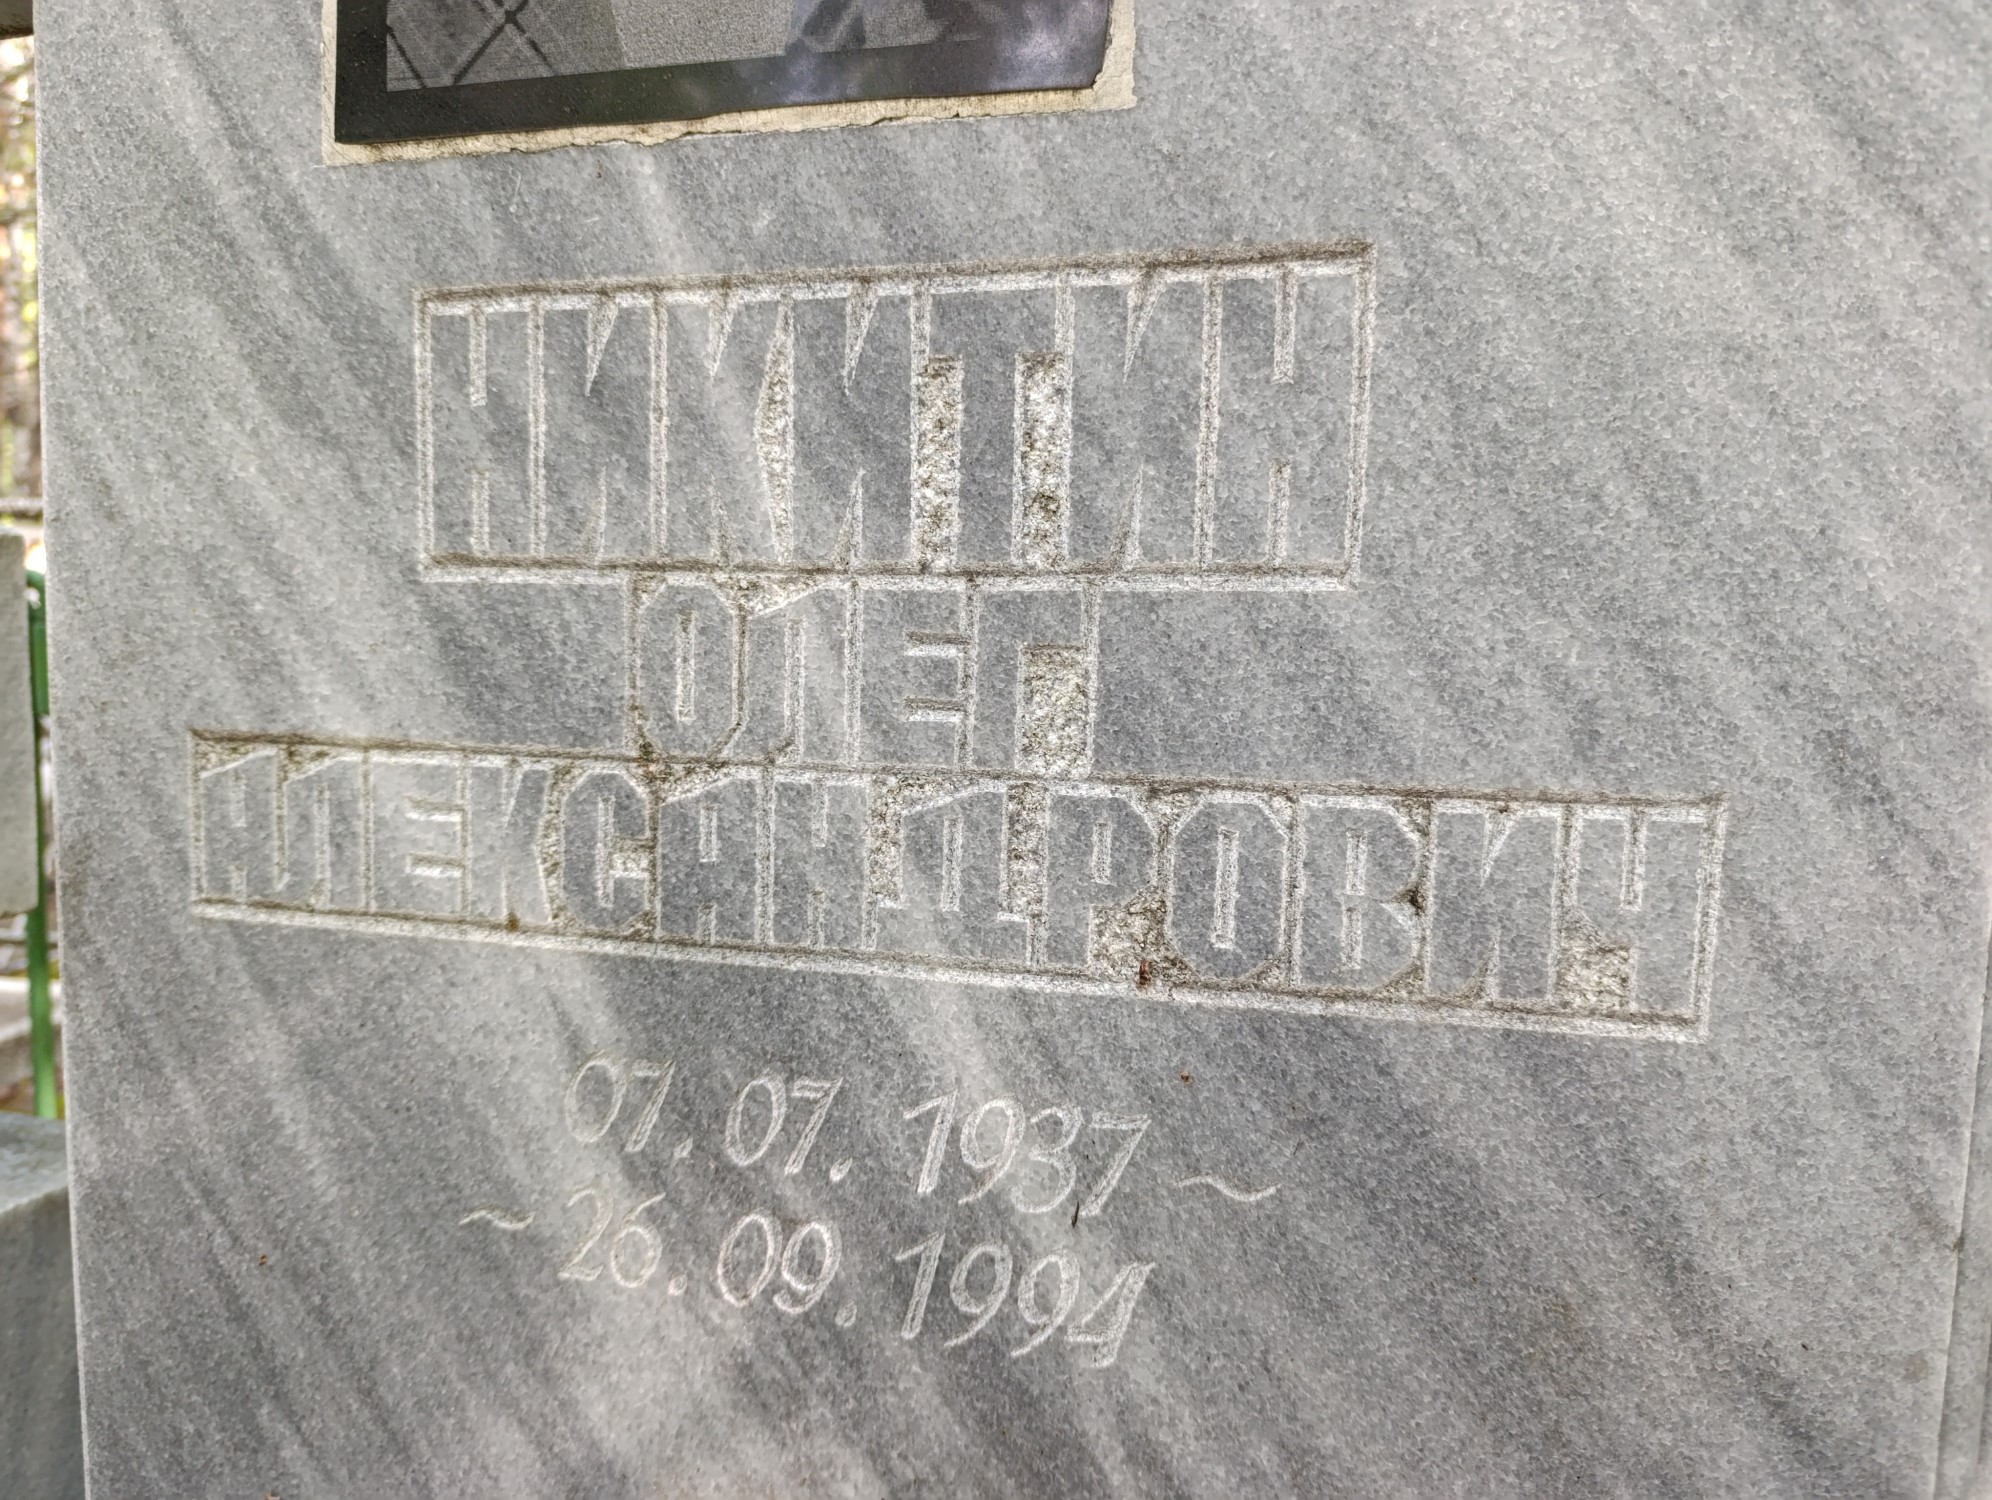 НИКИТИН
ОЛЕГ
АЛЕКСАНДРОВИЧ
07.07.1937 ~
~ 26.09.1994